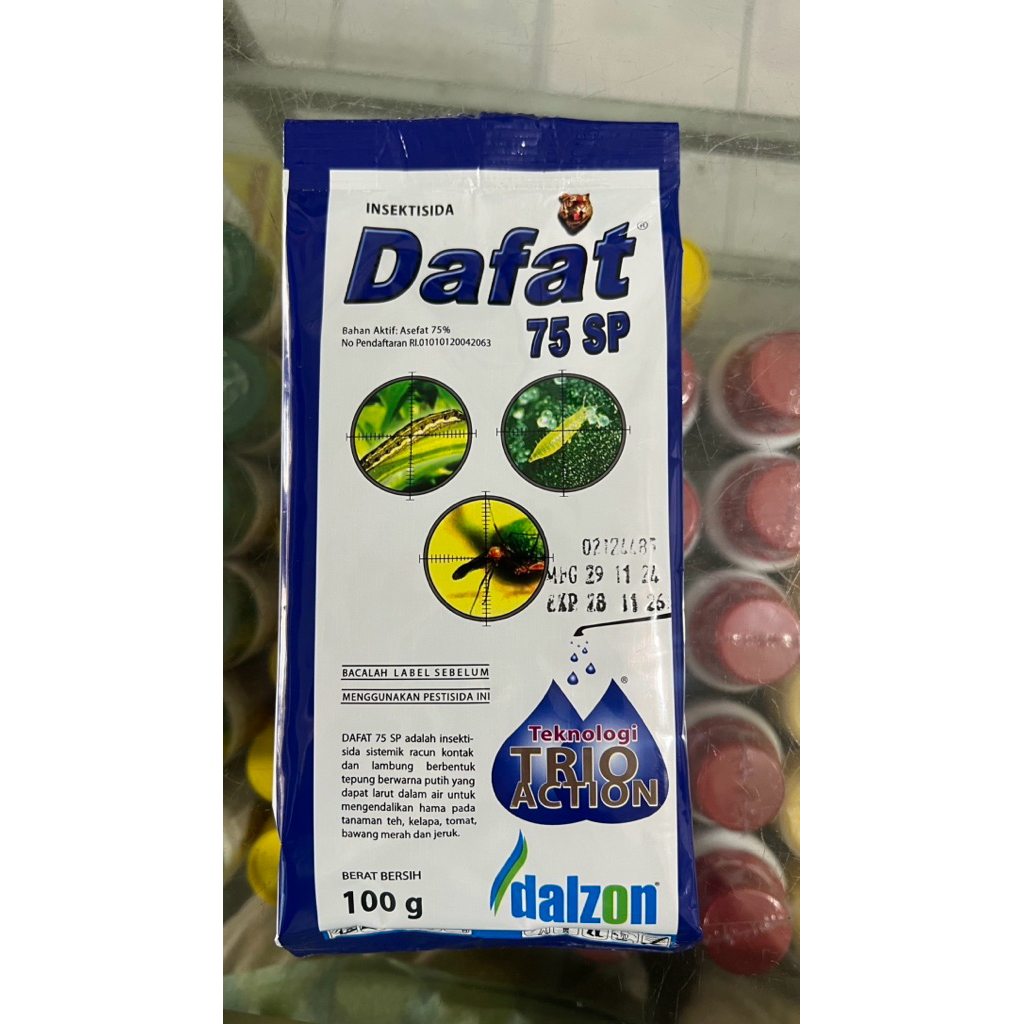 INSEKTISIDA
Dafat®
75 SP
Bahan Aktif: Asefat 75%
No Pendaftaran RI.01010120042063
MFG 29 11 24
EXP 28 11 26
BACALAH LABEL SEBELUM
MENGGUNAKAN PESTISIDA INI
®
Teknologi
TRIO
ACTION
DAFAT 75 SP adalah insekti-
sida sistemik racun kontak
dan lambung berbentuk
tepung berwarna putih yang
dapat larut dalam air untuk
mengendalikan hama pada
tanaman teh, kelapa, tomat,
bawang merah dan jeruk.
BERAT BERSIH
100 g
dalzon